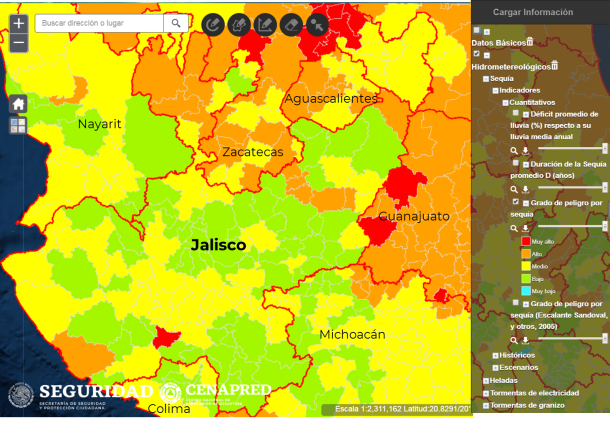 Buscar dirección o lugar
Aguascalientes
Nayarit
Zacatecas
Guanajuato
Jalisco
Michoacán
Colima
SEGURIDAD
SECRETARÍA DE SEGURIDAD
Y PROTECCIÓN CIUDADANA
CENAPRED
Escala 1:2,311,162 Latitud:20.8291/20
Cargar Información
Datos Básicos
Hidrometereológicos
Sequía
Indicadores
Cuantitativos
Déficit promedio de
lluvia (%) respecto a su
lluvia media anual
Duración de la Sequía
promedio D (años)
Grado de peligro por
sequía
Muy alto
Alto
Medio
Bajo
Muy bajo
Grado de peligro por
sequía (Escalante Sandoval,
y otros, 2005)
Históricos
Escenarios
Heladas
Tormentas de electricidad
Tormentas de granizo